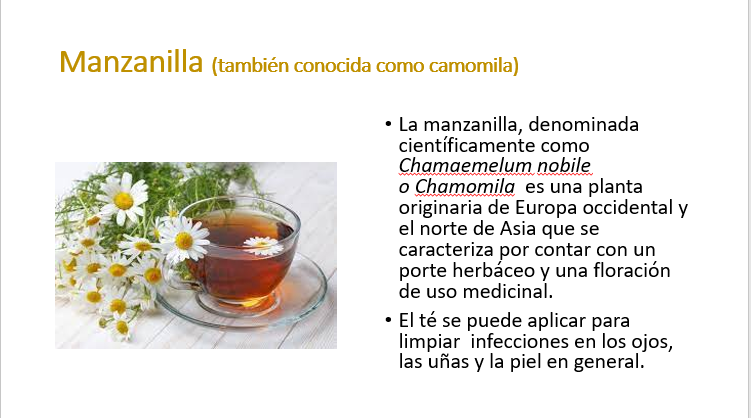 Manzanilla (también conocida como camomila)
• La manzanilla, denominada
científicamente como
Chamaemelum nobile
o Chamomila  es una planta
originaria de Europa occidental y
el norte de Asia que se
caracteriza por contar con un
porte herbáceo y una floración
de uso medicinal.
• El té se puede aplicar para
limpiar  infecciones en los ojos,
las uñas y la piel en general.